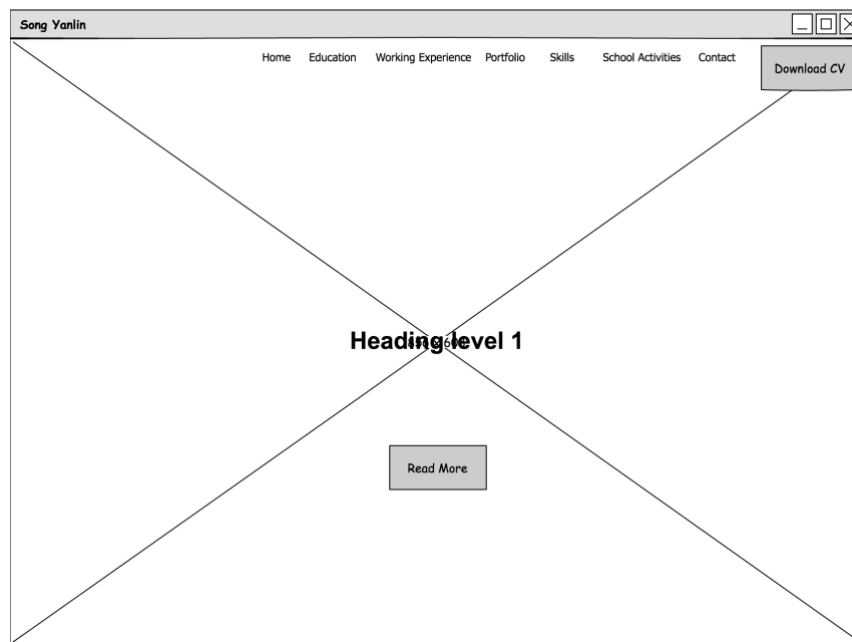 Song Yanlin
Home Education Working Experience Portfolio Skills School Activities Contact
Download CV
Heading level 1
Read More